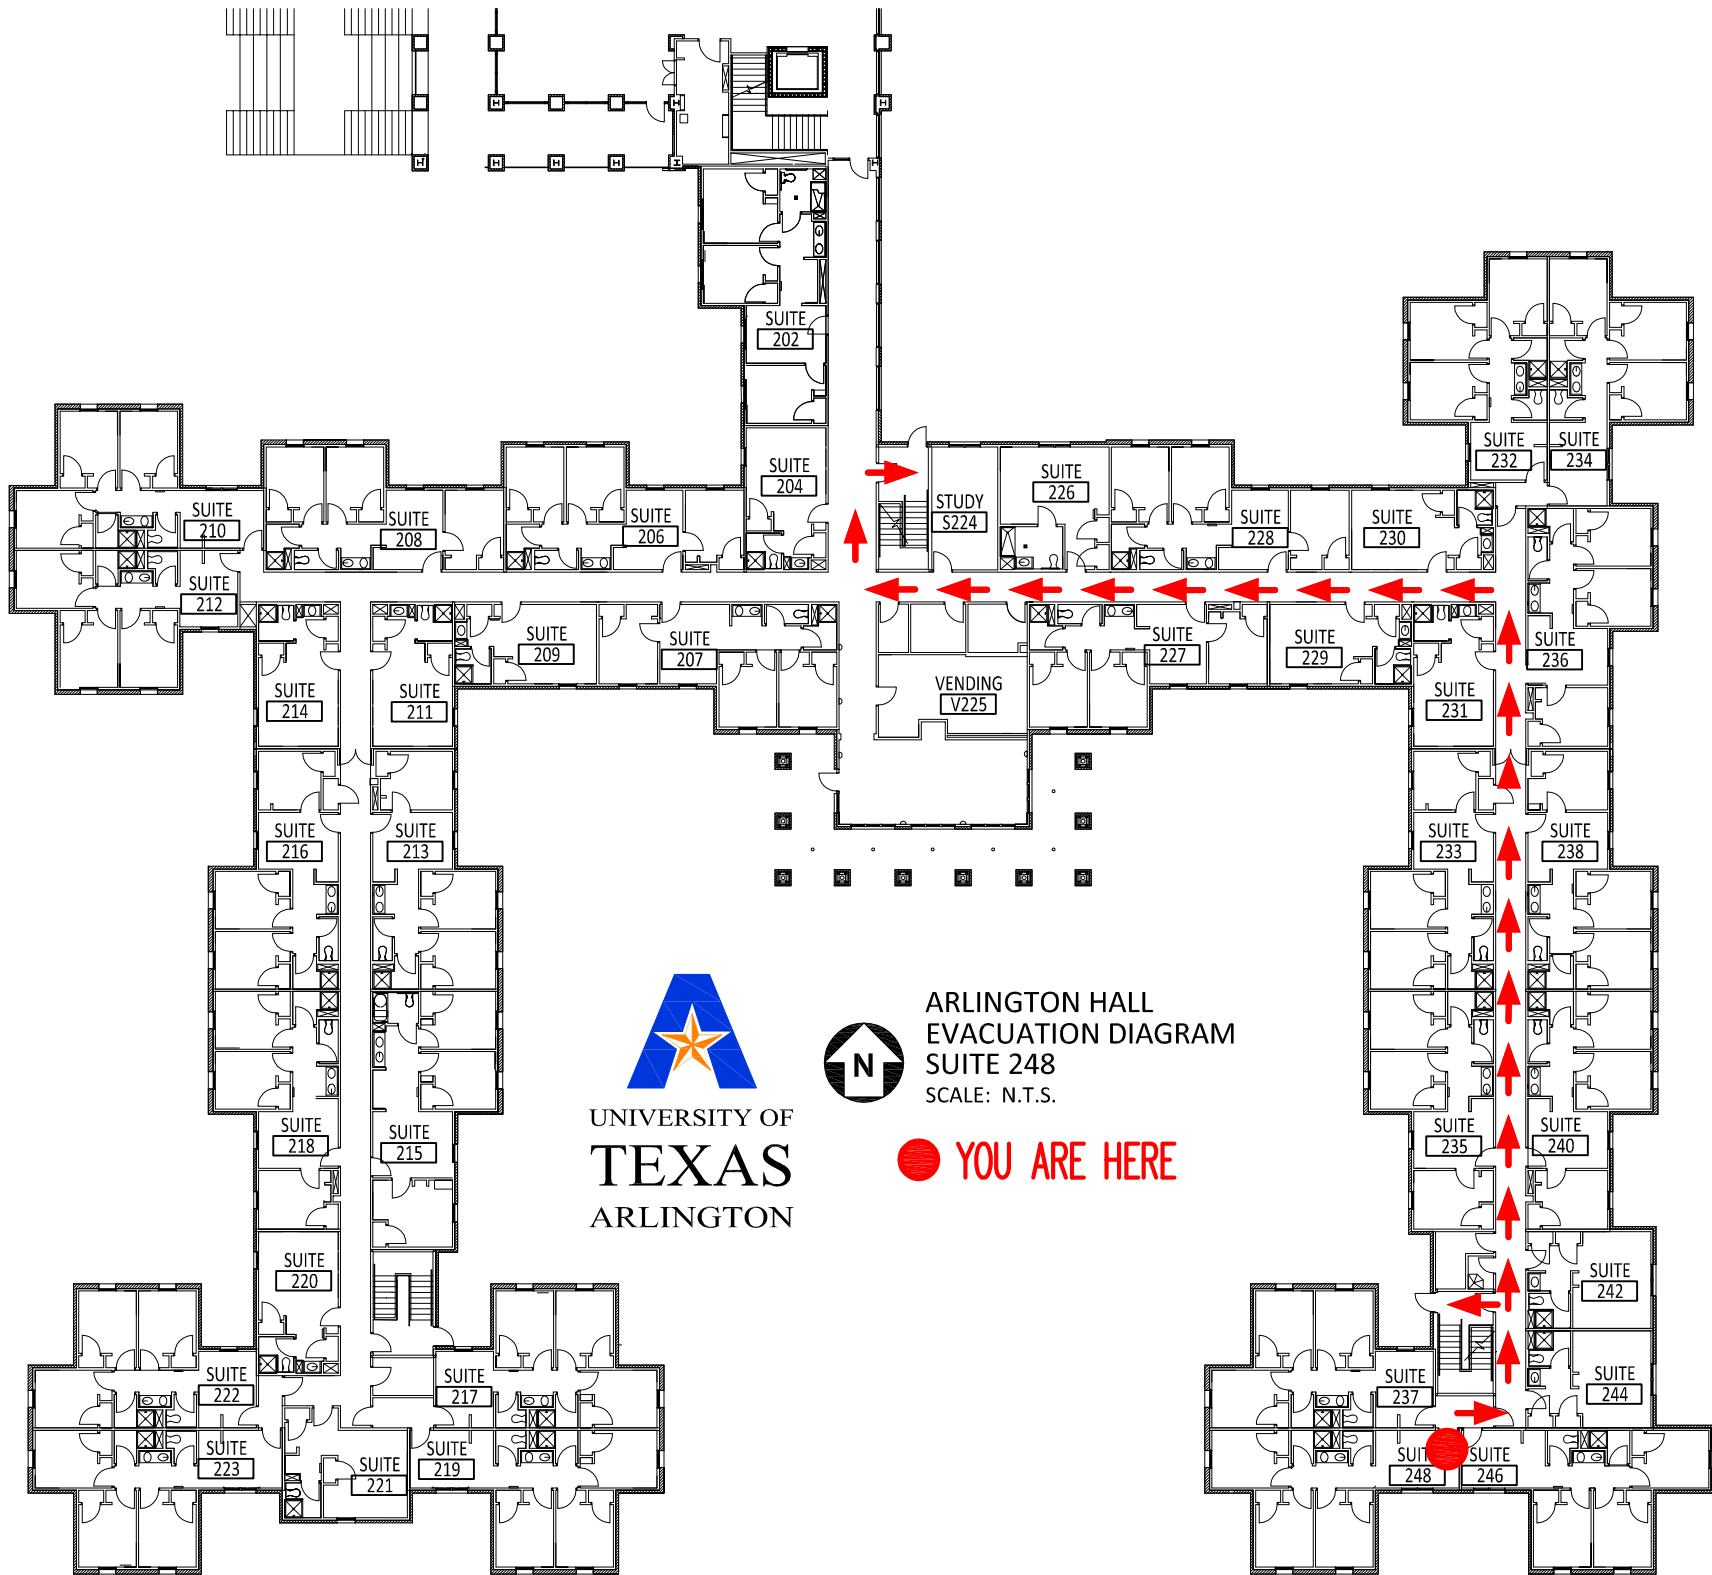 SUITE
202
SUITE
204
SUITE
232
SUITE
234
SUITE
210
SUITE
208
SUITE
206
STUDY
S224
SUITE
226
SUITE
228
SUITE
230
SUITE
212
SUITE
214
SUITE
211
SUITE
209
SUITE
207
VENDING
V225
SUITE
227
SUITE
229
SUITE
231
SUITE
236
SUITE
216
SUITE
213
SUITE
233
SUITE
238
UNIVERSITY OF
TEXAS
ARLINGTON
N
ARLINGTON HALL
EVACUATION DIAGRAM
SUITE 248
SCALE: N.T.S.
YOU ARE HERE
SUITE
218
SUITE
215
SUITE
235
SUITE
240
SUITE
220
SUITE
242
SUITE
222
SUITE
217
SUITE
237
SUITE
244
SUITE
223
SUITE
221
SUITE
219
248
SUITE
246